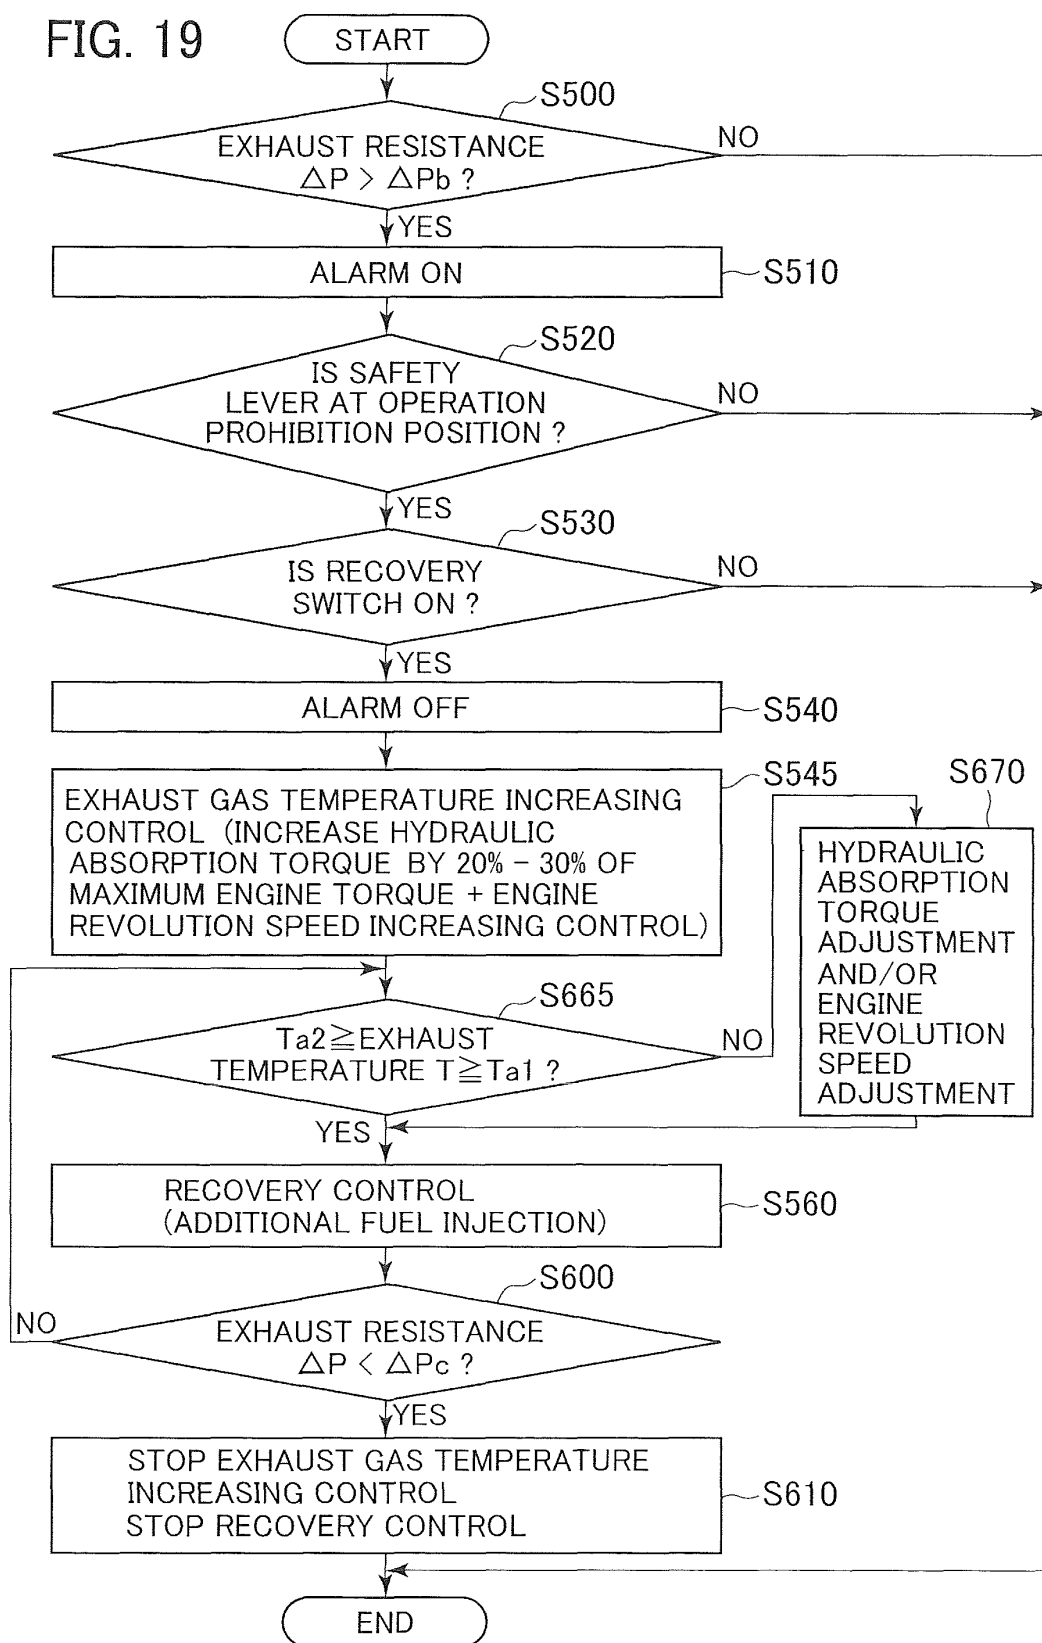 FIG. 19
START
S500
EXHAUST RESISTANCE
△P > △Pb ?
NO
YES
ALARM ON
S510
S520
IS SAFETY
LEVER AT OPERATION
PROHIBITION POSITION ?
NO
YES
S530
IS RECOVERY
SWITCH ON ?
NO
YES
ALARM OFF
S540
S545
EXHAUST GAS TEMPERATURE INCREASING
CONTROL (INCREASE HYDRAULIC
ABSORPTION TORQUE BY 20% – 30% OF
MAXIMUM ENGINE TORQUE + ENGINE
REVOLUTION SPEED INCREASING CONTROL)
S670
HYDRAULIC
ABSORPTION
TORQUE
ADJUSTMENT
AND/OR
ENGINE
REVOLUTION
SPEED
ADJUSTMENT
S665
Ta2≧EXHAUST
TEMPERATURE T≧Ta1 ?
NO
YES
RECOVERY CONTROL
(ADDITIONAL FUEL INJECTION)
S560
S600
NO
EXHAUST RESISTANCE
△P < △Pc ?
YES
STOP EXHAUST GAS TEMPERATURE
INCREASING CONTROL
STOP RECOVERY CONTROL
S610
END